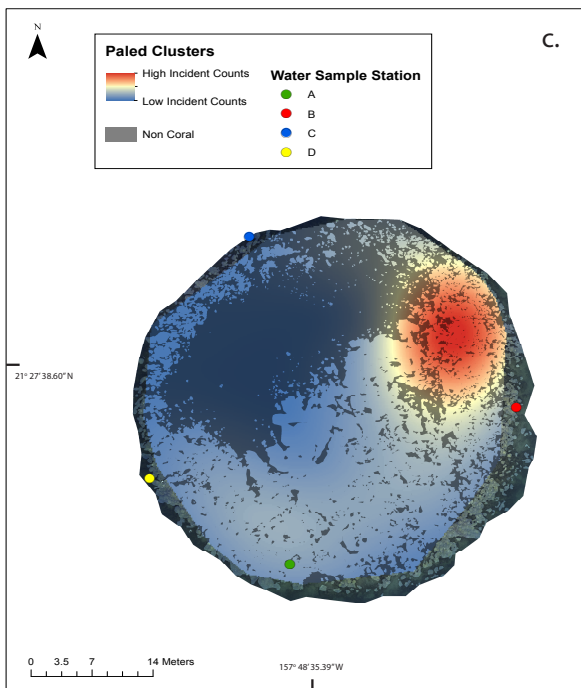 N
C.
Paled Clusters
High Incident Counts
Low Incident Counts
Non Coral
Water Sample Station
A
B
C
D
21° 27' 38.60" N
0 3.5 7 14 Meters
157° 48' 35.39" W